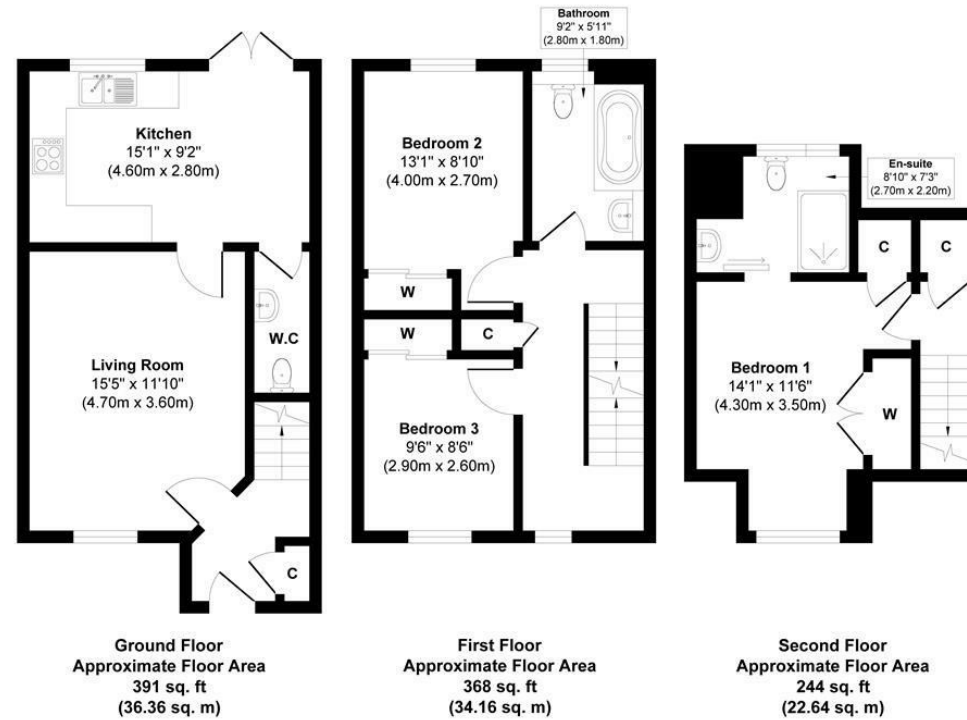 Kitchen
15'1" x 9'2"
(4.60m x 2.80m)
W.C
Living Room
15'5" x 11'10"
(4.70m x 3.60m)
C
Ground Floor
Approximate Floor Area
391 sq. ft
(36.36 sq. m)
Bathroom
9'2" x 5'11"
(2.80m x 1.80m)
Bedroom 2
13'1" x 8'10"
(4.00m x 2.70m)
W
W
C
Bedroom 3
9'6" x 8'6"
(2.90m x 2.60m)
First Floor
Approximate Floor Area
368 sq. ft
(34.16 sq. m)
En-suite
8'10" x 7'3"
(2.70m x 2.20m)
C
C
Bedroom 1
14'1" x 11'6"
(4.30m x 3.50m)
W
Second Floor
Approximate Floor Area
244 sq. ft
(22.64 sq. m)